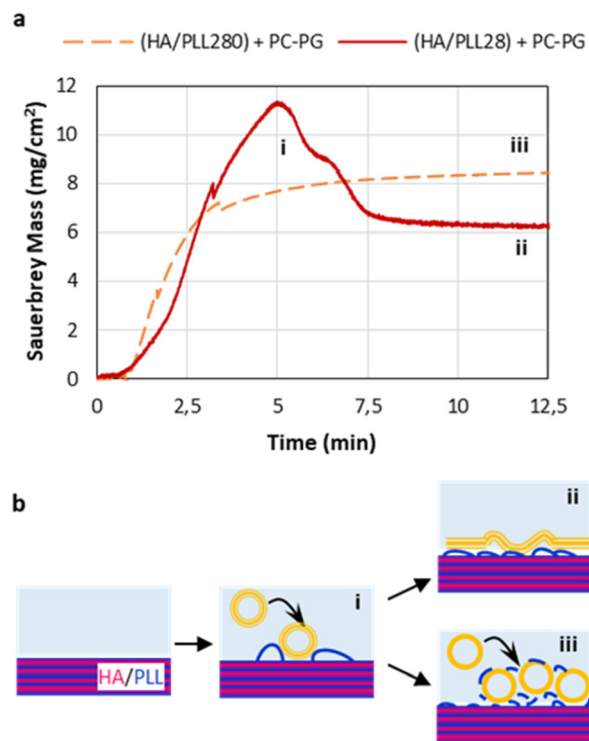 a
(HA/PLL280) + PC-PG (HA/PLL28) + PC-PG
12
10
8
6
4
2
0
Sauerbrey Mass (mg/cm²)
i
iii
ii
0 2,5 5 7,5 10 12,5
Time (min)
b
HA/PLL
i
ii
iii